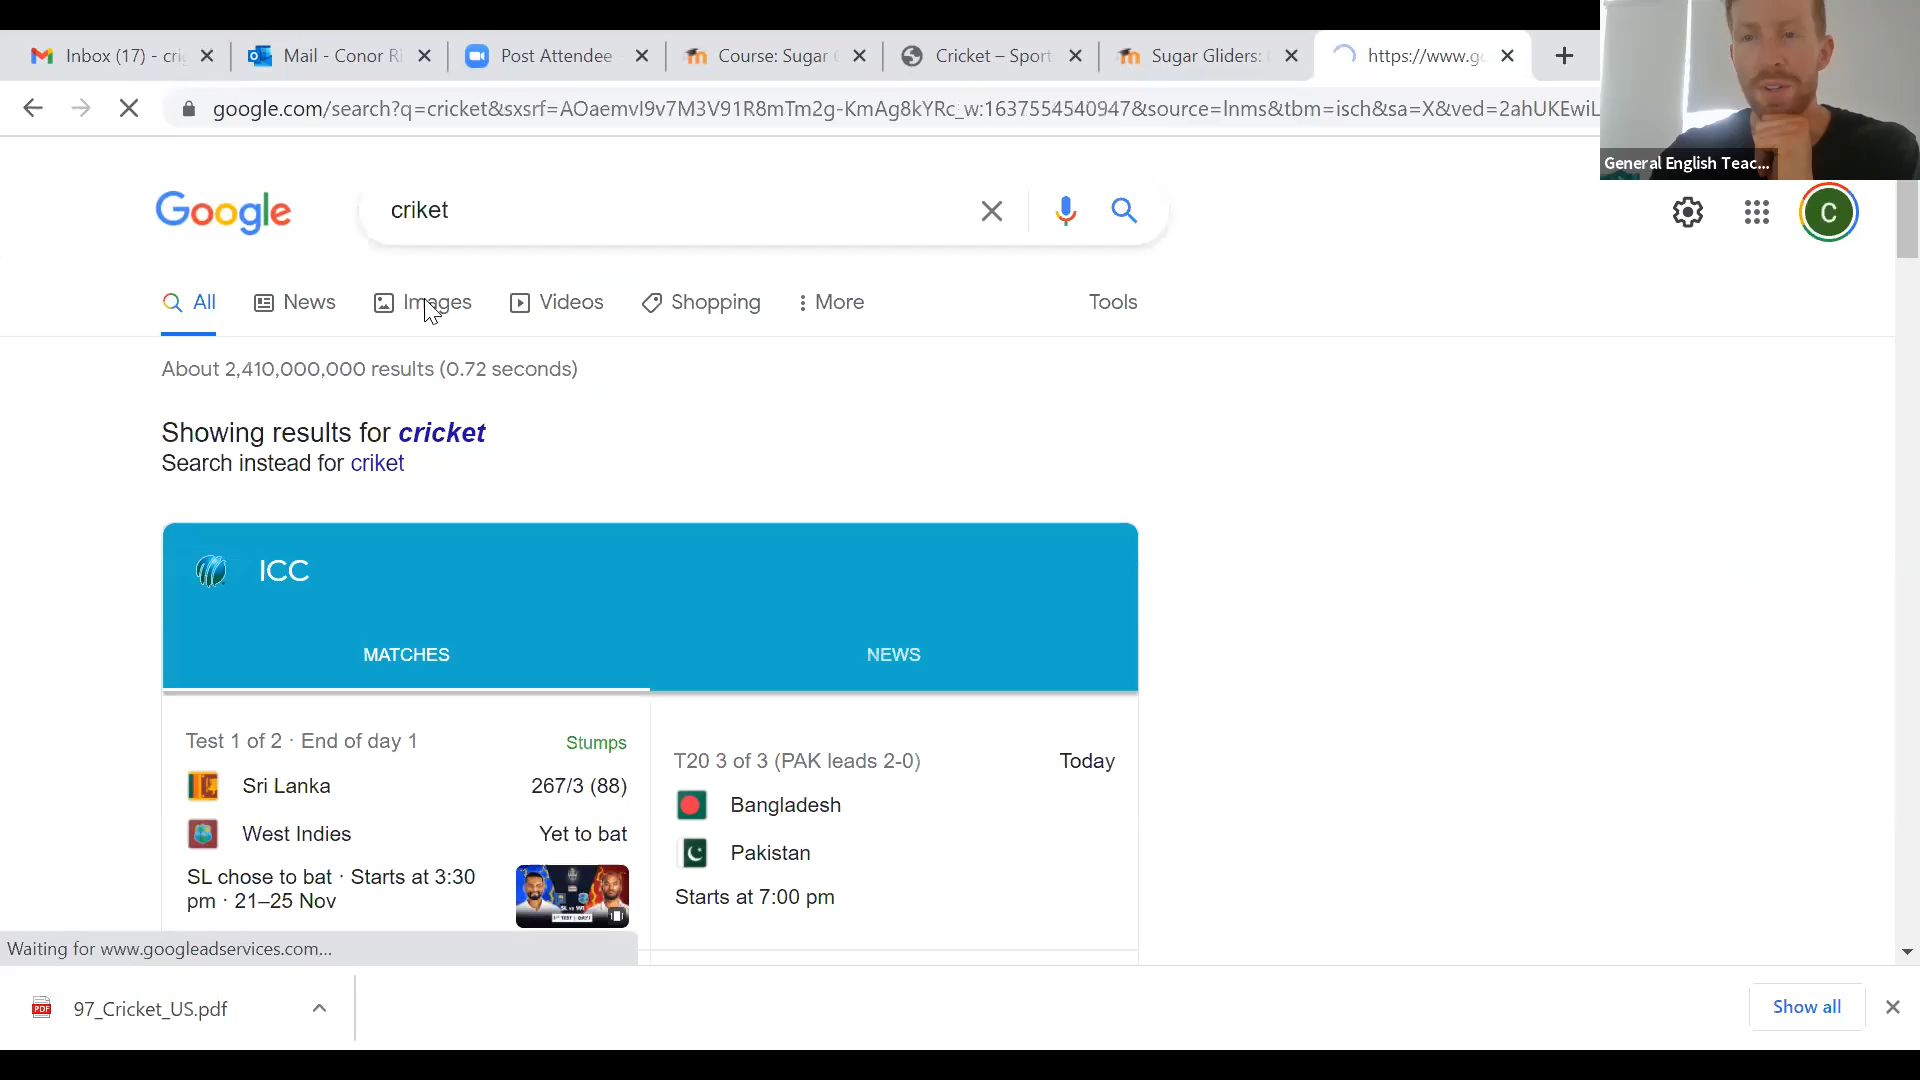 Inbox (17) - cri
Mail - Conor Ri
Post Attendee
Course: Sugar
Cricket – Sport
Sugar Gliders:
https://www.go
google.com/search?q=cricket&sxsrf=AOaemvI9v7M3V91R8mTm2g-KmAg8kYRc_w:1637554540947&source=lnms&tbm=isch&sa=X&ved=2ahUKEwiL
General English Teac...
Google
criket
C
All
News
Images
Videos
Shopping
More
Tools
About 2,410,000,000 results (0.72 seconds)
Showing results for cricket
Search instead for criket
ICC
MATCHES
NEWS
Test 1 of 2 · End of day 1
Stumps
Sri Lanka
267/3 (88)
West Indies
Yet to bat
SL chose to bat · Starts at 3:30
pm · 21–25 Nov
T20 3 of 3 (PAK leads 2-0)
Today
Bangladesh
Pakistan
Starts at 7:00 pm
Waiting for www.googleadservices.com...
PDF
97_Cricket_US.pdf
Show all